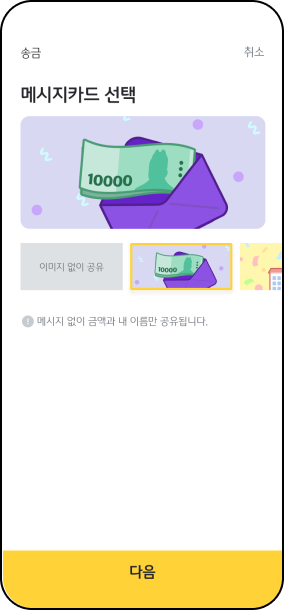 송금
취소
메시지카드 선택
10000
이미지 없이 공유
10000
메시지 없이 금액과 내 이름만 공유됩니다.
다음